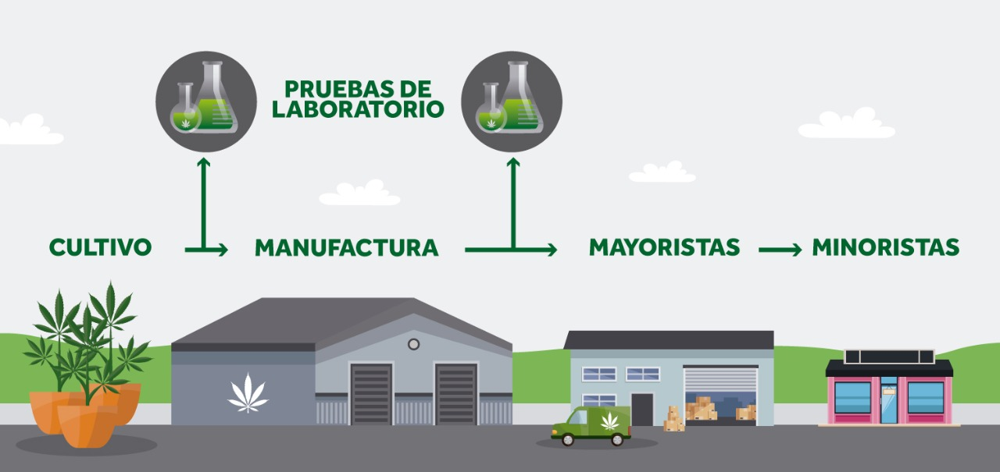 PRUEBAS DE
LABORATORIO
CULTIVO
MANUFACTURA
MAYORISTAS
MINORISTAS